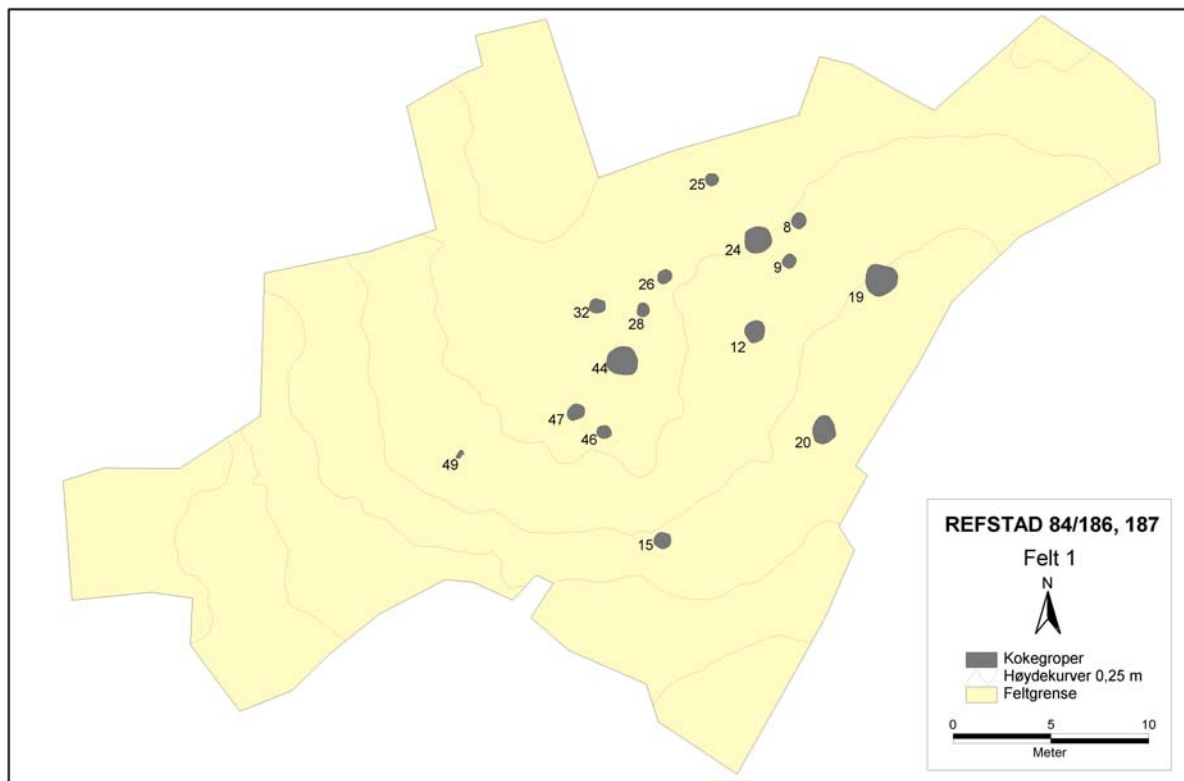 25
8
24
9
26
19
32
28
12
44
47
46
20
49
15
REFSTAD 84/186, 187
Felt 1
N
Kokegroper
Høydekurver 0,25 m
Feltgrense
0 5 10
Meter